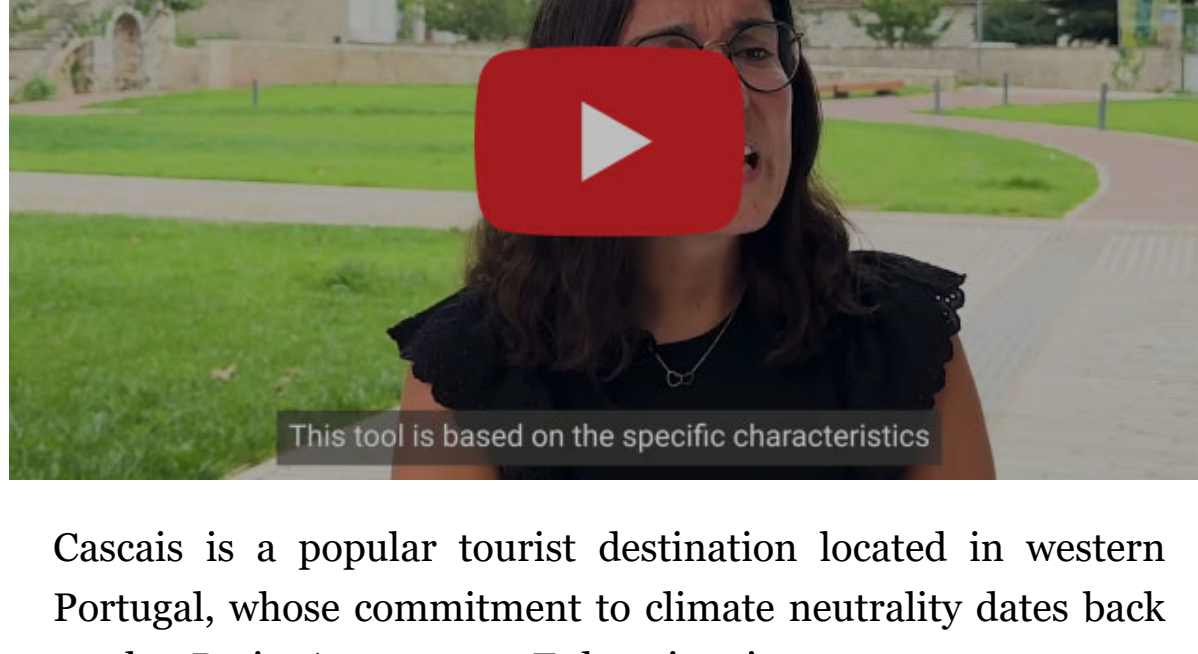 This tool is based on the specific characteristics
Cascais is a popular tourist destination located in western
Portugal, whose commitment to climate neutrality dates back